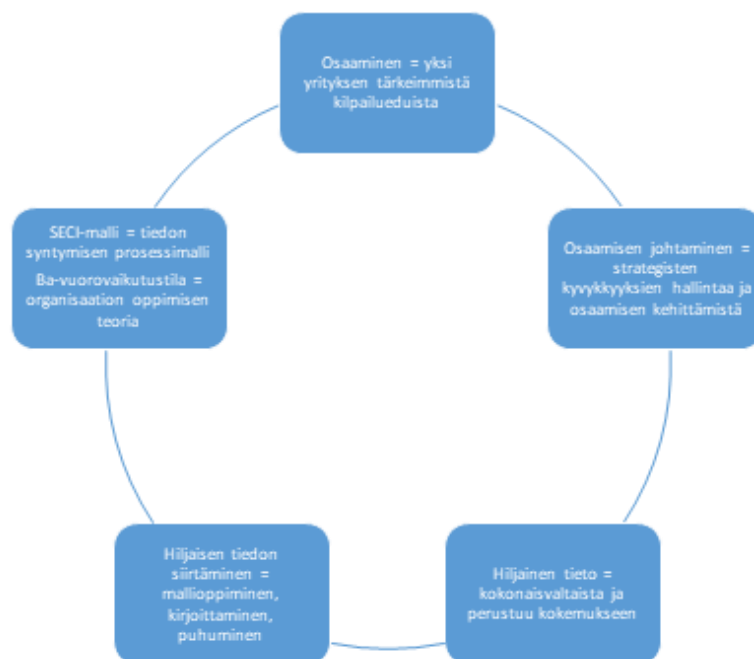 Osaaminen = yksi
yrityksen tärkeimmistä
kilpailueduista
Osaamisen johtaminen =
strategisten
kyvykkyyksien hallintaa ja
osaamisen kehittämistä
Hiljainen tieto =
kokonaisvaltaista ja
perustuu kokemukseen
Hiljaisen tiedon
siirtäminen =
mallioppiminen,
kirjoittaminen,
puhuminen
SECI-malli = tiedon
syntymisen prosessimalli
Ba-vuorovaikutustila =
organisaation oppimisen
teoria